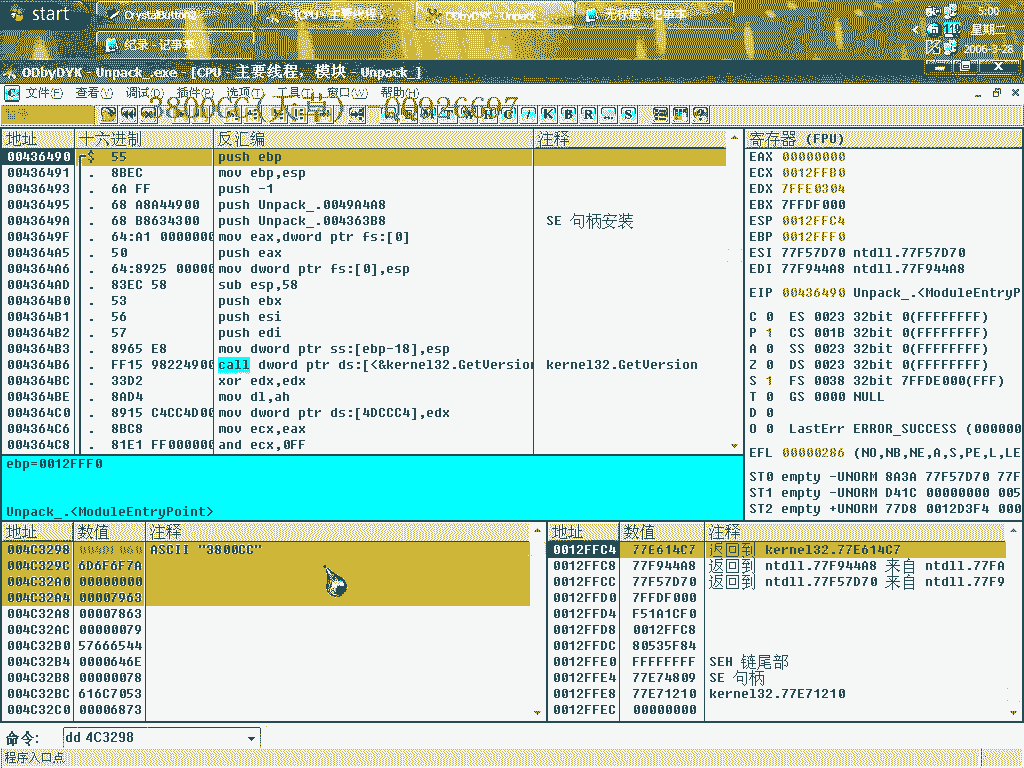 start
CrystalButton2
ODbyDYK - Unpack_
无标题 - 记事本
5:00
星期二
纪录 - 记事本
2006-3-28
ODbyDYK - Unpack_.exe - [CPU - 主要线程, 模块 - Unpack_]
文件(F) 查看(V) 调试(D) 插件(P) 选项(T) 工具(T) 窗口(W) 帮助(H)
3800CC(天草)--QQ926697
K B R ... S
地址 十六进制 反汇编 注释
00436490 $ 55 push ebp
00436491 . 8BEC mov ebp,esp
00436493 . 6A FF push -1
00436495 . 68 A8A44900 push Unpack_.0049A4A8
0043649A . 68 B8634300 push Unpack_.004363B8 SE 句柄安装
0043649F . 64:A1 0000000 mov eax,dword ptr fs:[0]
004364A5 . 50 push eax
004364A6 . 64:8925 00000 mov dword ptr fs:[0],esp
004364AD . 83EC 58 sub esp,58
004364B0 . 53 push ebx
004364B1 . 56 push esi
004364B2 . 57 push edi
004364B3 . 8965 E8 mov dword ptr ss:[ebp-18],esp
004364B6 . FF15 98224900 call dword ptr ds:[<&kernel32.GetVersion kernel32.GetVersion
004364BC . 33D2 xor edx,edx
004364BE . 8AD4 mov dl,ah
004364C0 . 8915 C4CC4D00 mov dword ptr ds:[4DCCC4],edx
004364C6 . 8BC8 mov ecx,eax
004364C8 . 81E1 FF000000 and ecx,0FF
寄存器 (FPU)
EAX 00000000
ECX 0012FFB0
EDX 7FFE0304
EBX 7FFDF000
ESP 0012FFC4
EBP 0012FFF0
ESI 77F57D70 ntdll.77F57D70
EDI 77F944A8 ntdll.77F944A8
EIP 00436490 Unpack_.<ModuleEntryP
C 0 ES 0023 32bit 0(FFFFFFFF)
P 1 CS 001B 32bit 0(FFFFFFFF)
A 0 SS 0023 32bit 0(FFFFFFFF)
Z 0 DS 0023 32bit 0(FFFFFFFF)
S 1 FS 0038 32bit 7FFDE000(FFF)
T 0 GS 0000 NULL
D 0
O 0 LastErr ERROR_SUCCESS (000000
EFL 00000286 (NO,NB,NE,A,S,PE,L,LE
ST0 empty -UNORM 8A3A 77F57D70 77F
ST1 empty -UNORM D41C 00000000 005
ST2 empty +UNORM 77D8 0012D3F4 000
ebp=0012FFF0
Unpack_.<ModuleEntryPoint>
地址 数值 注释
004C3298 ASCII "3800CC"
004C329C 6D6F6F7A
004C32A0 00000000
004C32A4 00007963
004C32A8 00007863
004C32AC 00000079
004C32B0 57666544
004C32B4 0000646E
004C32B8 00000078
004C32BC 616C7053
004C32C0 00006873
地址 数值 注释
0012FFC4 77E614C7 返回到 kernel32.77E614C7
0012FFC8 77F944A8 返回到 ntdll.77F944A8 来自 ntdll.77FA
0012FFCC 77F57D70 返回到 ntdll.77F57D70 来自 ntdll.77F9
0012FFD0 7FFDF000
0012FFD4 F51A1CF0
0012FFD8 0012FFC8
0012FFDC 80535F84
0012FFE0 FFFFFFFF SEH 链尾部
0012FFE4 77E74809 SE 句柄
0012FFE8 77E71210 kernel32.77E71210
0012FFEC 00000000
命令: dd 4C3298
程序入口点